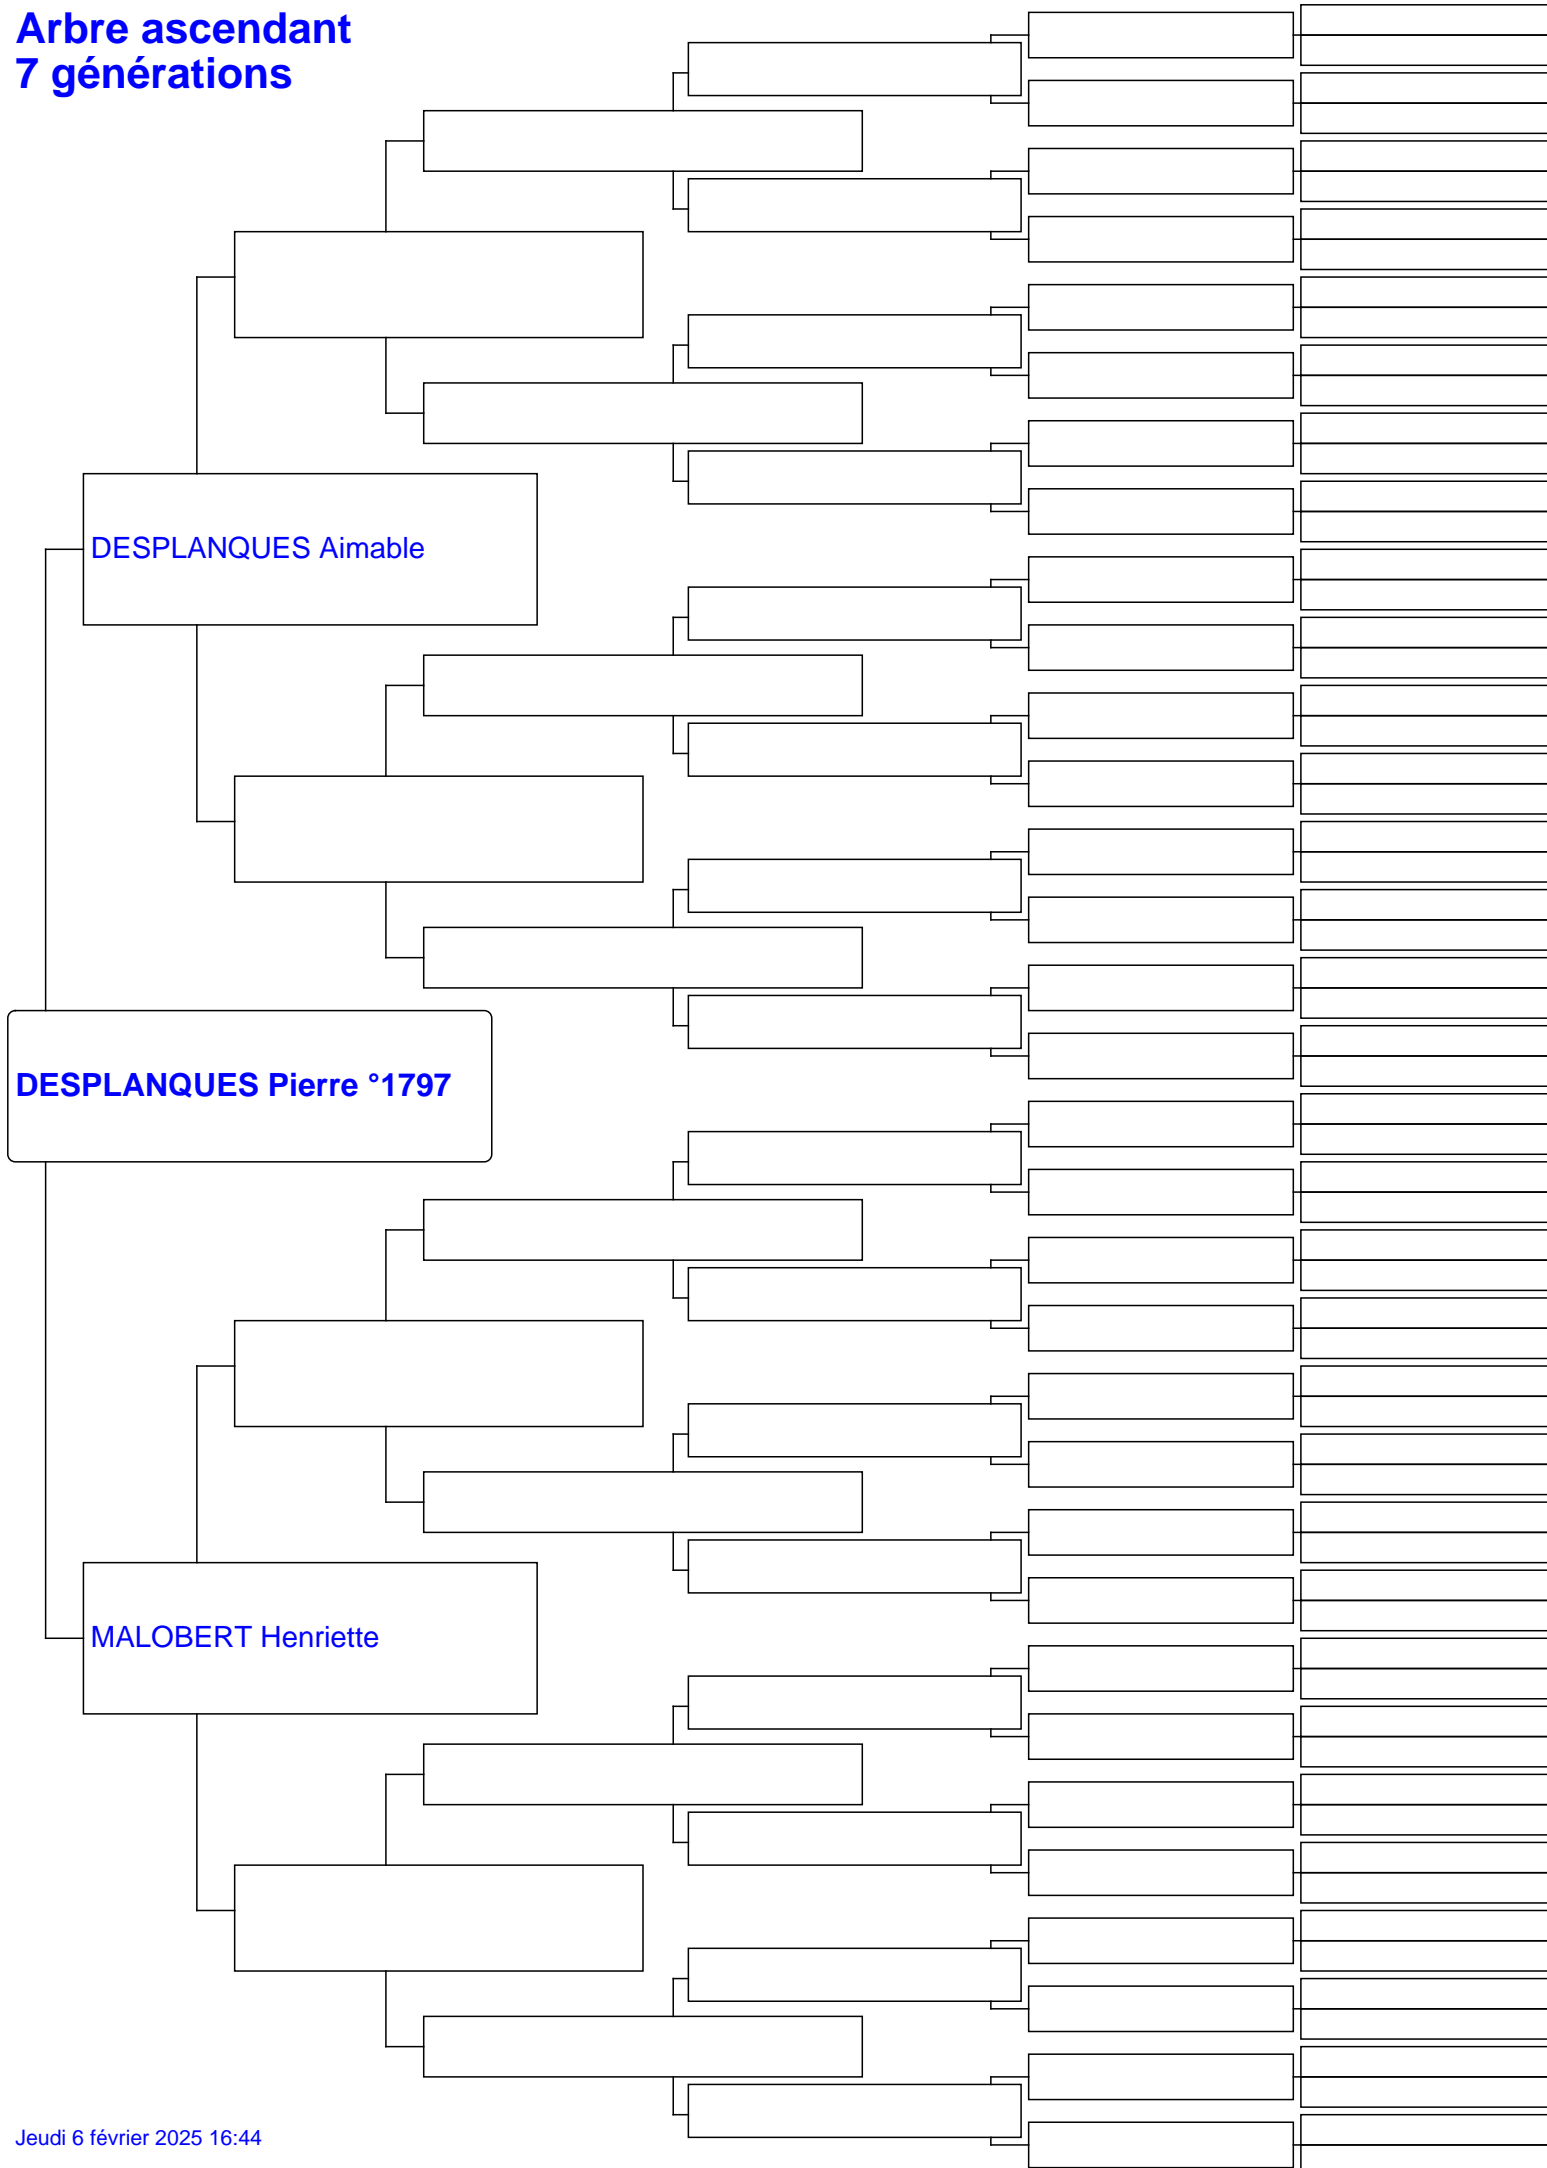 Arbre ascendant
7 générations
DESPLANQUES Aimable
DESPLANQUES Pierre °1797
MALOBERT Henriette
Jeudi 6 février 2025 16:44